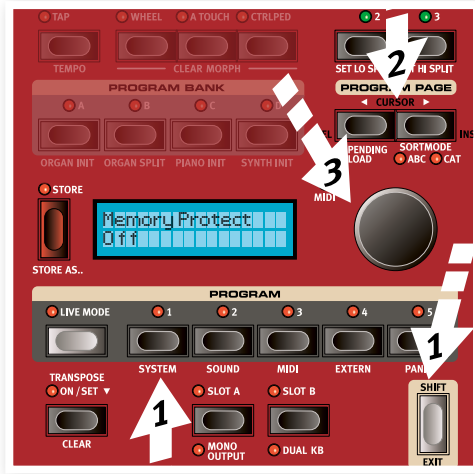 TAP WHEEL A TOUCH CTRLPED 2 3
TEMPO CLEAR MORPH SET LO HI SPLIT
2
PROGRAM BANK PROGRAM PAGE
◄ CURSOR ►
A B C
ORGAN INIT ORGAN SPLIT PIANO INIT SYNTH INIT
PENDING SORTMODE
LOAD ABC CAT
3
MIDI
STORE
Memory Protect
Off
STORE AS..
PROGRAM
LIVE MODE 1 2 3 4 5
SYSTEM SOUND MIDI EXTERN
1
TRANSPOSE
ON/SET ▼ SLOT A SLOT B SHIFT
1
CLEAR MONO DUAL KB EXIT
OUTPUT